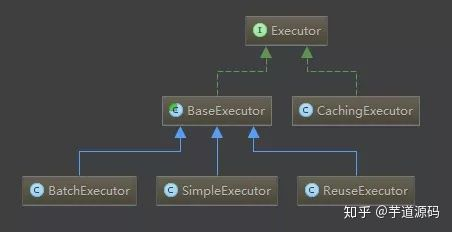 I Executor
C BaseExecutor
C CachingExecutor
C BatchExecutor
C SimpleExecutor
C ReuseExecutor
知乎 @芋道源码